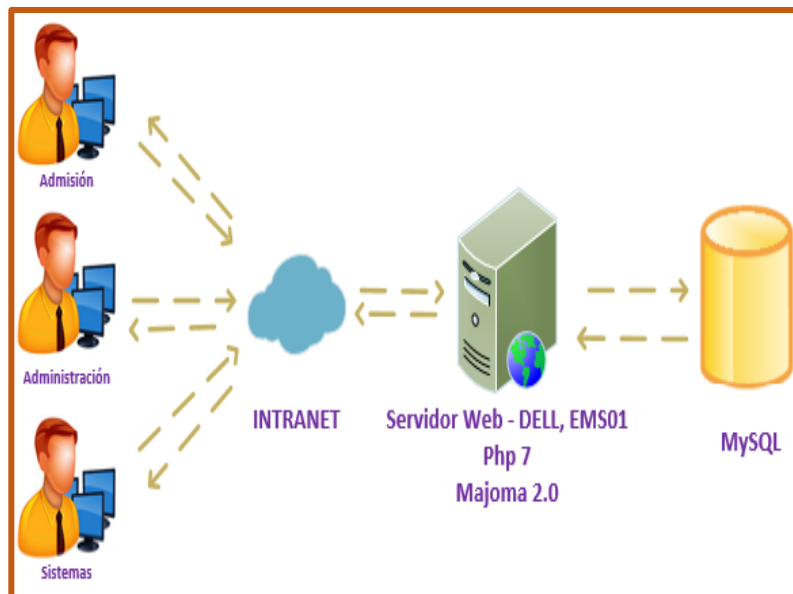 Admisión
Administración
Sistemas
INTRANET
Servidor Web - DELL, EMS01
Php 7
Majoma 2.0
MySQL